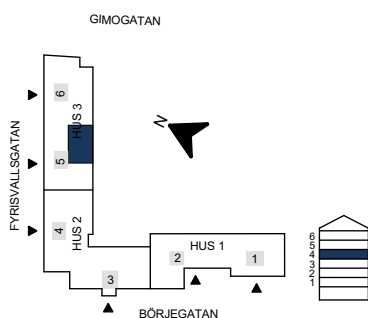 GIMOGATAN
FYRISVALLSGATAN
6
HUS 3
5
N
4
HUS 2
3
HUS 1
2
1
BÖRJEGATAN
6
5
4
3
2
1